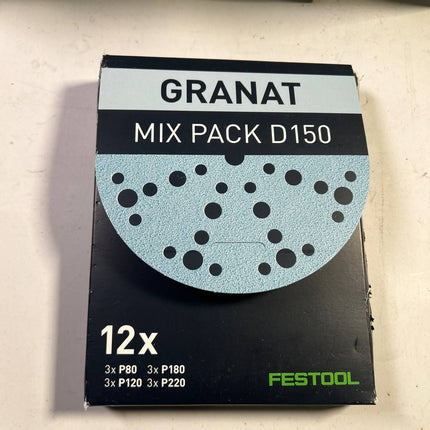 GRANAT
MIX PACK D150
12x
3x P80 3x P180
3x P120 3x P220
FESTOOL